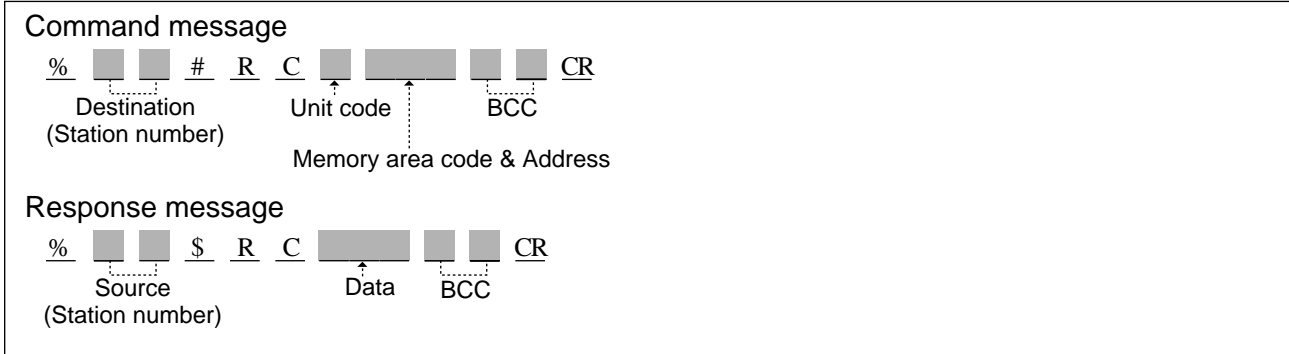 Command message
% # R C CR
Destination Unit code BCC
(Station number)
Memory area code & Address
Response message
% $ R C CR
Source Data BCC
(Station number)